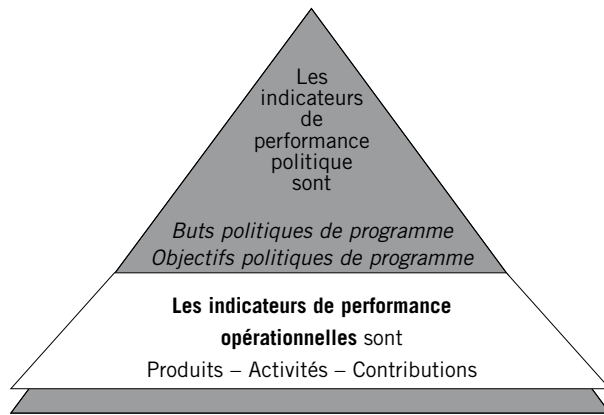 Les
indicateurs
de
performance
politique
sont
Buts politiques de programme
Objectifs politiques de programme
Les indicateurs de performance
opérationnelles sont
Produits – Activités – Contributions